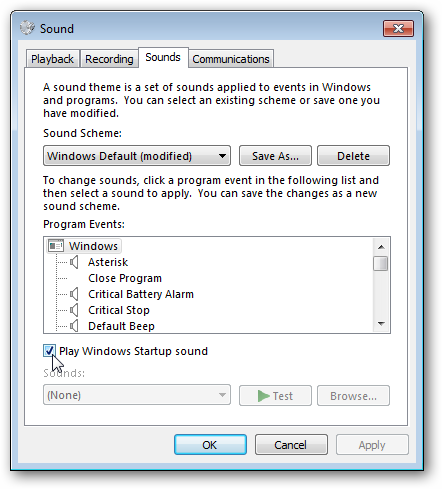 Sound
Playback Recording Sounds Communications
A sound theme is a set of sounds applied to events in Windows
and programs. You can select an existing scheme or save one you
have modified.
Sound Scheme:
Windows Default (modified) Save As... Delete
To change sounds, click a program event in the following list and
then select a sound to apply. You can save the changes as a new
sound scheme.
Program Events:
Windows
Asterisk
Close Program
Critical Battery Alarm
Critical Stop
Default Beep
Play Windows Startup sound
Sounds:
(None) Test Browse...
OK Cancel Apply